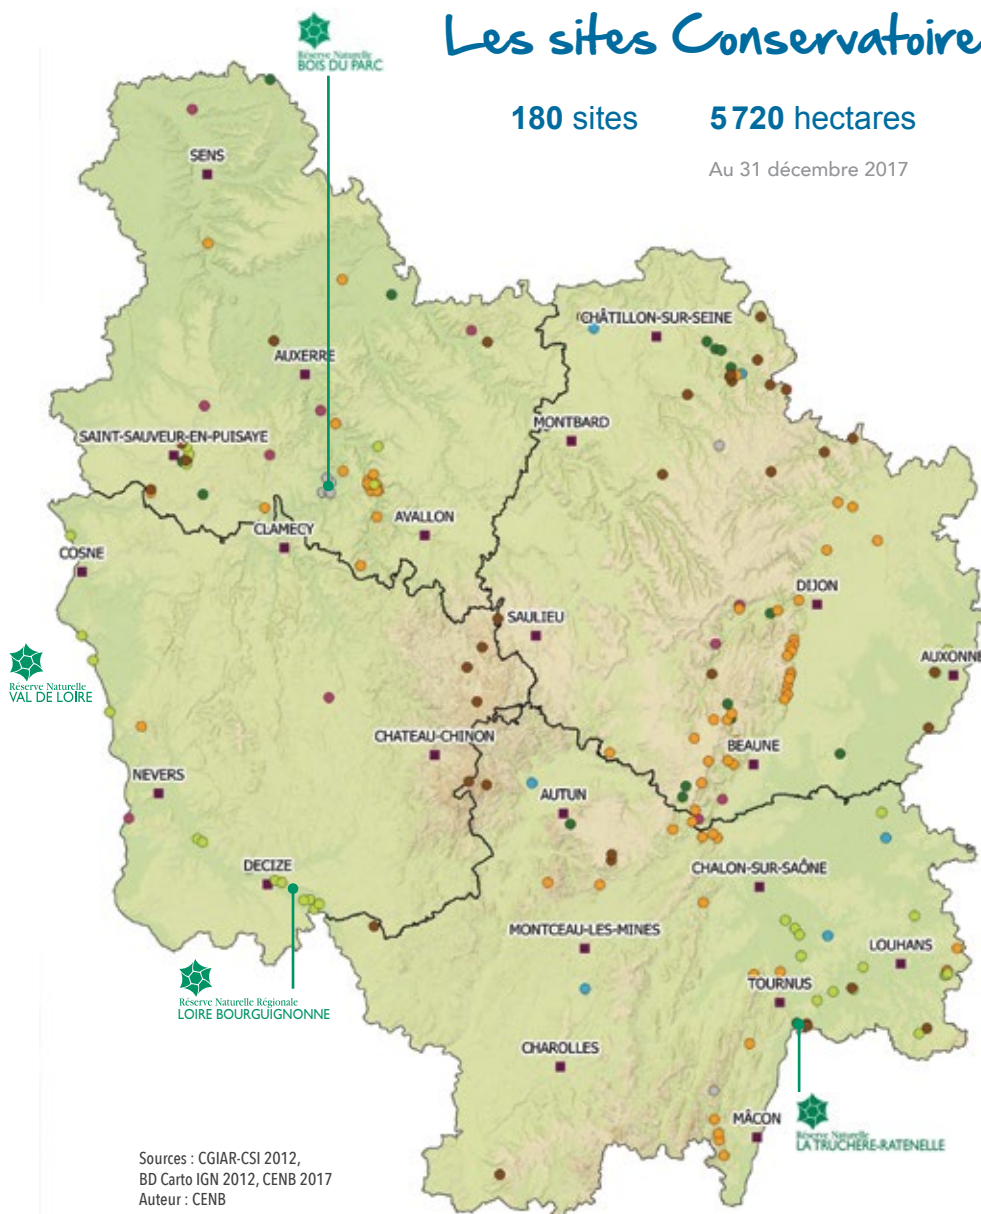 Les sites Conservatoire
180 sites
5 720 hectares
Au 31 décembre 2017
Réserve Naturelle
BOIS DU PARC
SENS
CHÂTILLON-SUR-SEINE
AUXERRE
MONTBARD
SAINT-SAUVEUR-EN-PUISAYE
AVALLON
CLAMECY
COSNE
DIJON
SAULIEU
AUXONNE
Réserve Naturelle
VAL DE LOIRE
CHATEAU-CHINON
BEAUNE
NEVERS
AUTUN
DECIZE
CHALON-SUR-SAÔNE
MONTCEAU-LES-MINES
LOUHANS
Réserve Naturelle Régionale
LOIRE BOURGUIGNONNE
TOURNUS
CHAROLLES
MÂCON
Réserve Naturelle
LA TRUCHERE-RATENELLE
Sources : CGIAR-CSI 2012,
BD Carto IGN 2012, CENB 2017
Auteur : CENB